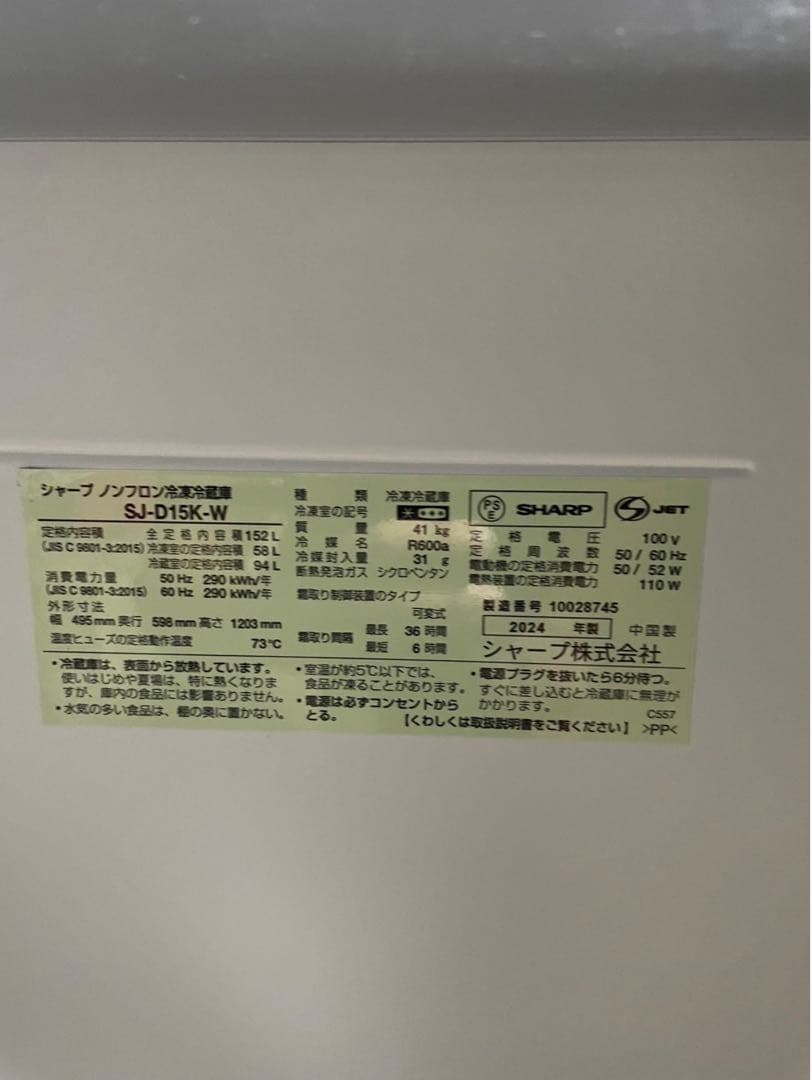 シャープ ノンフロン冷凍冷蔵庫
SJ-D15K-W
定格内容積 全定格内容積 152 L
(JIS C 9801-3:2015) 冷凍室の定格内容積 58 L
冷蔵室の定格内容積 94 L
消費電力量 50 Hz 290 kWh/年
(JIS C 9801-3:2015) 60 Hz 290 kWh/年
外形寸法
幅 495 mm 奥行 598 mm 高さ 1203 mm
温度ヒューズの定格動作温度 73℃
種類 冷凍冷蔵庫
冷凍室の記号
質量 41 kg
冷媒名 R600a
冷媒封入量 31 g
断熱発泡ガス シクロペンタン
霜取り制御装置のタイプ
可変式
霜取り間隔 最長 36 時間
最短 6 時間
PS E SHARP JET
定格電圧 100 V
定格周波数 50 / 60 Hz
電動機の定格消費電力 50 / 52 W
電熱装置の定格消費電力 110 W
製造番号 10028745
2024 年製 中国製
シャープ株式会社
・冷蔵庫は、表面から放熱しています。
使いはじめや夏場は、特に熱くなりま
すが、庫内の食品には影響ありません。
・水気の多い食品は、棚の奥に置かない。
・室温が約5℃以下では、
食品が凍ることがあります。
・電源は必ずコンセントから
とる。
・電源プラグを抜いたら6分待つ。
すぐに差し込むと冷蔵庫に無理が
かかります。
C557
【くわしくは取扱説明書をご覧ください】 >PP<